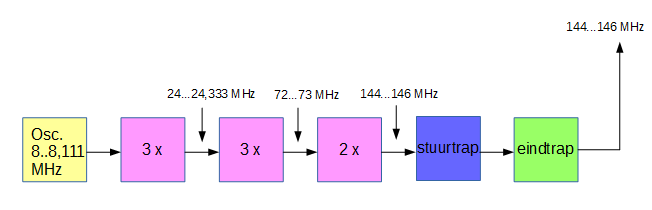 144...146 MHz
24...24,333 MHz
72...73 MHz
144...146 MHz
Osc.
8..8,111
MHz
3 x
3 x
2 x
stuurtrap
eindtrap